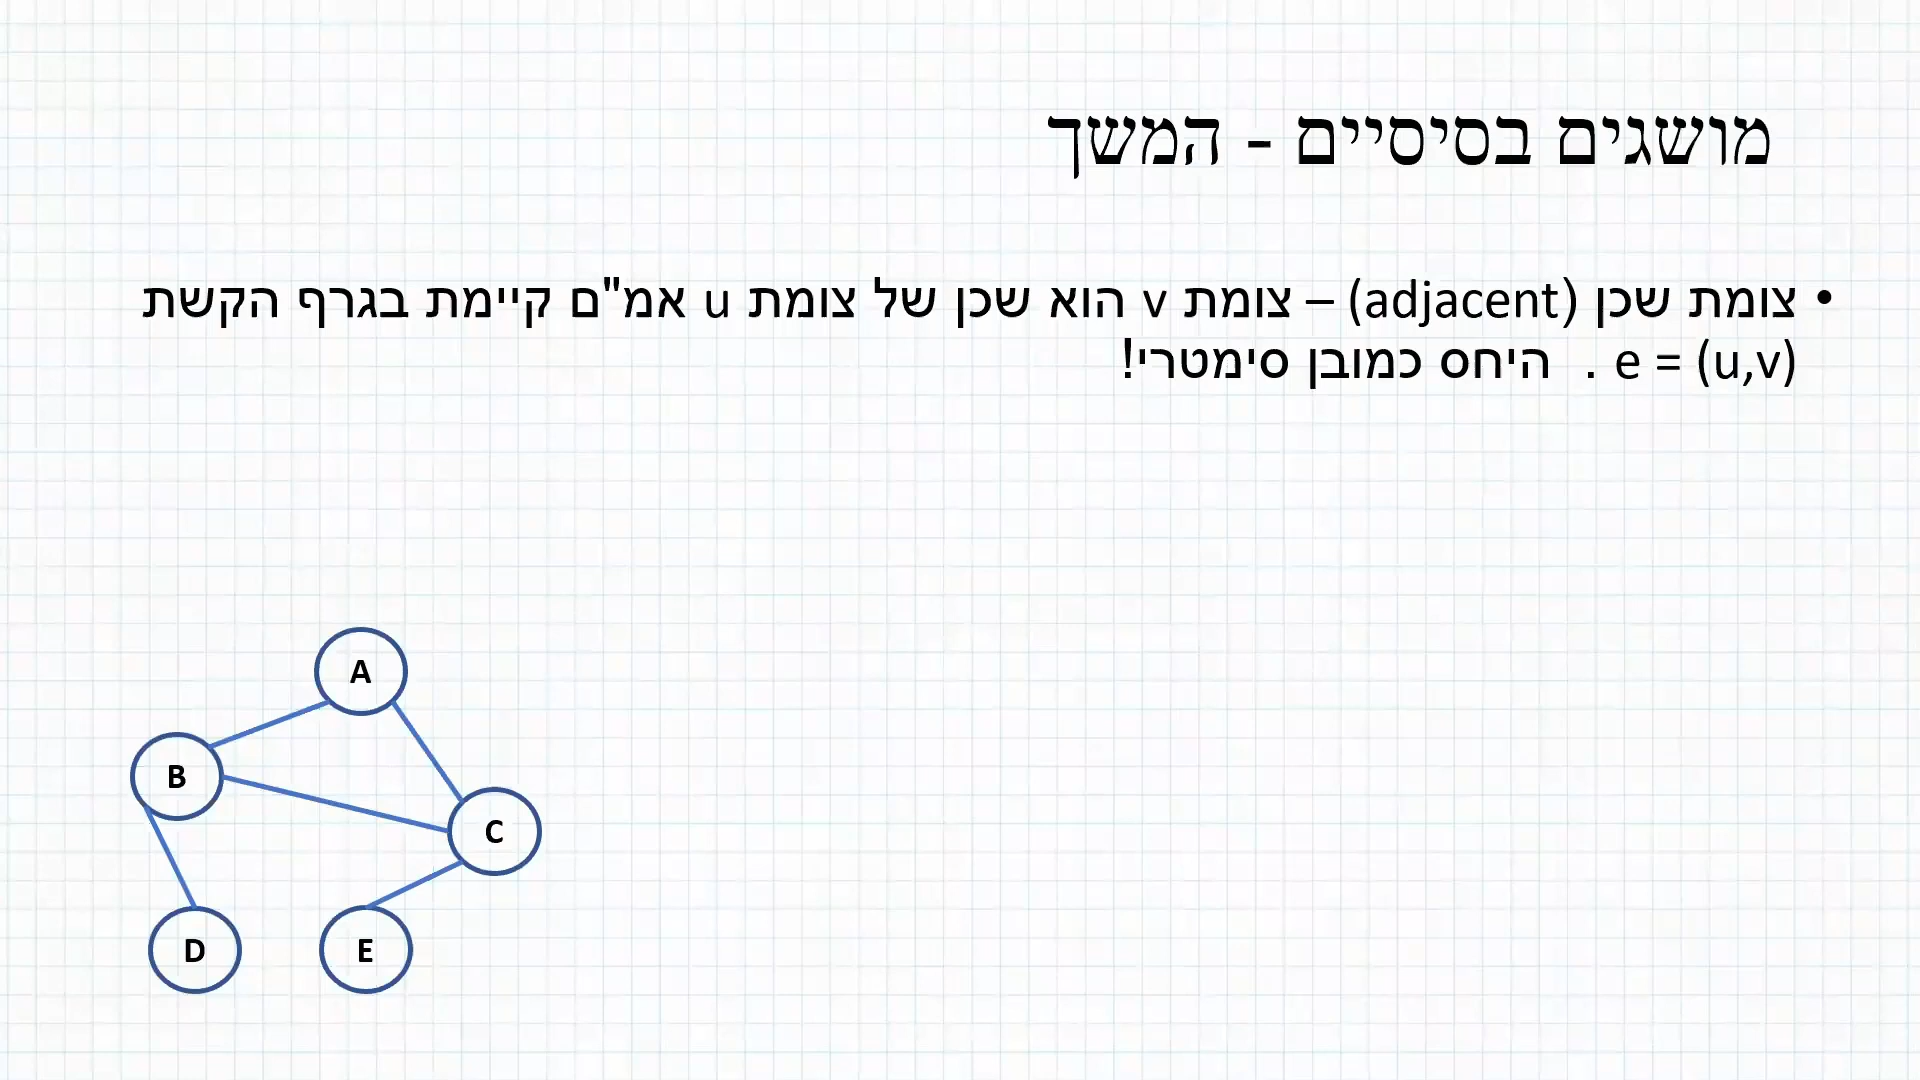 מושגים בסיסיים - המשך
• צומת שכן (adjacent) – צומת v הוא שכן של צומת u אמ"ם קיימת בגרף הקשת
e = (u,v) . היחס כמובן סימטרי!
A
B
C
D
E